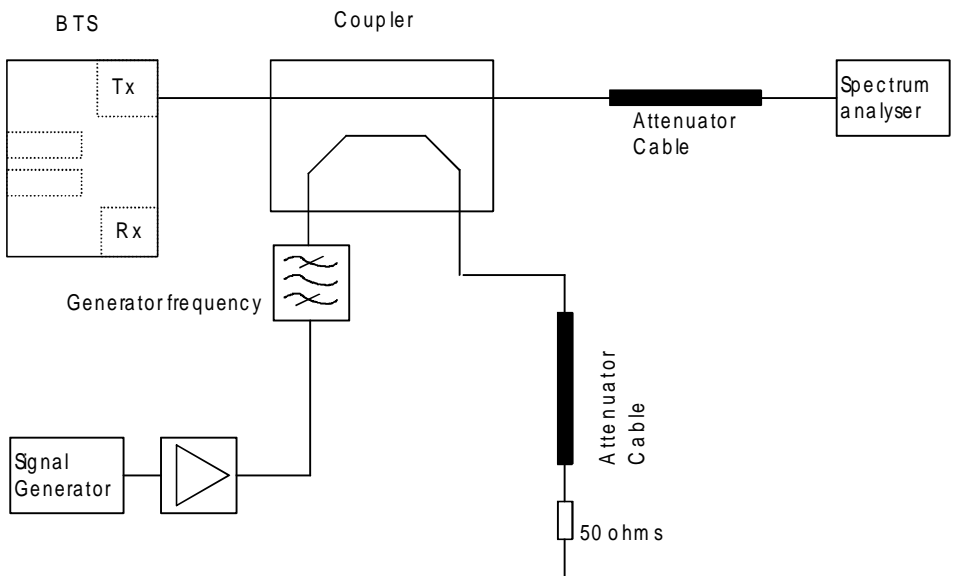 BTS
Coupler
Tx
Spectrum
analyser
Attenuator
Cable
Rx
Generator frequency
Attenuator
Cable
Signal
Generator
50 ohms